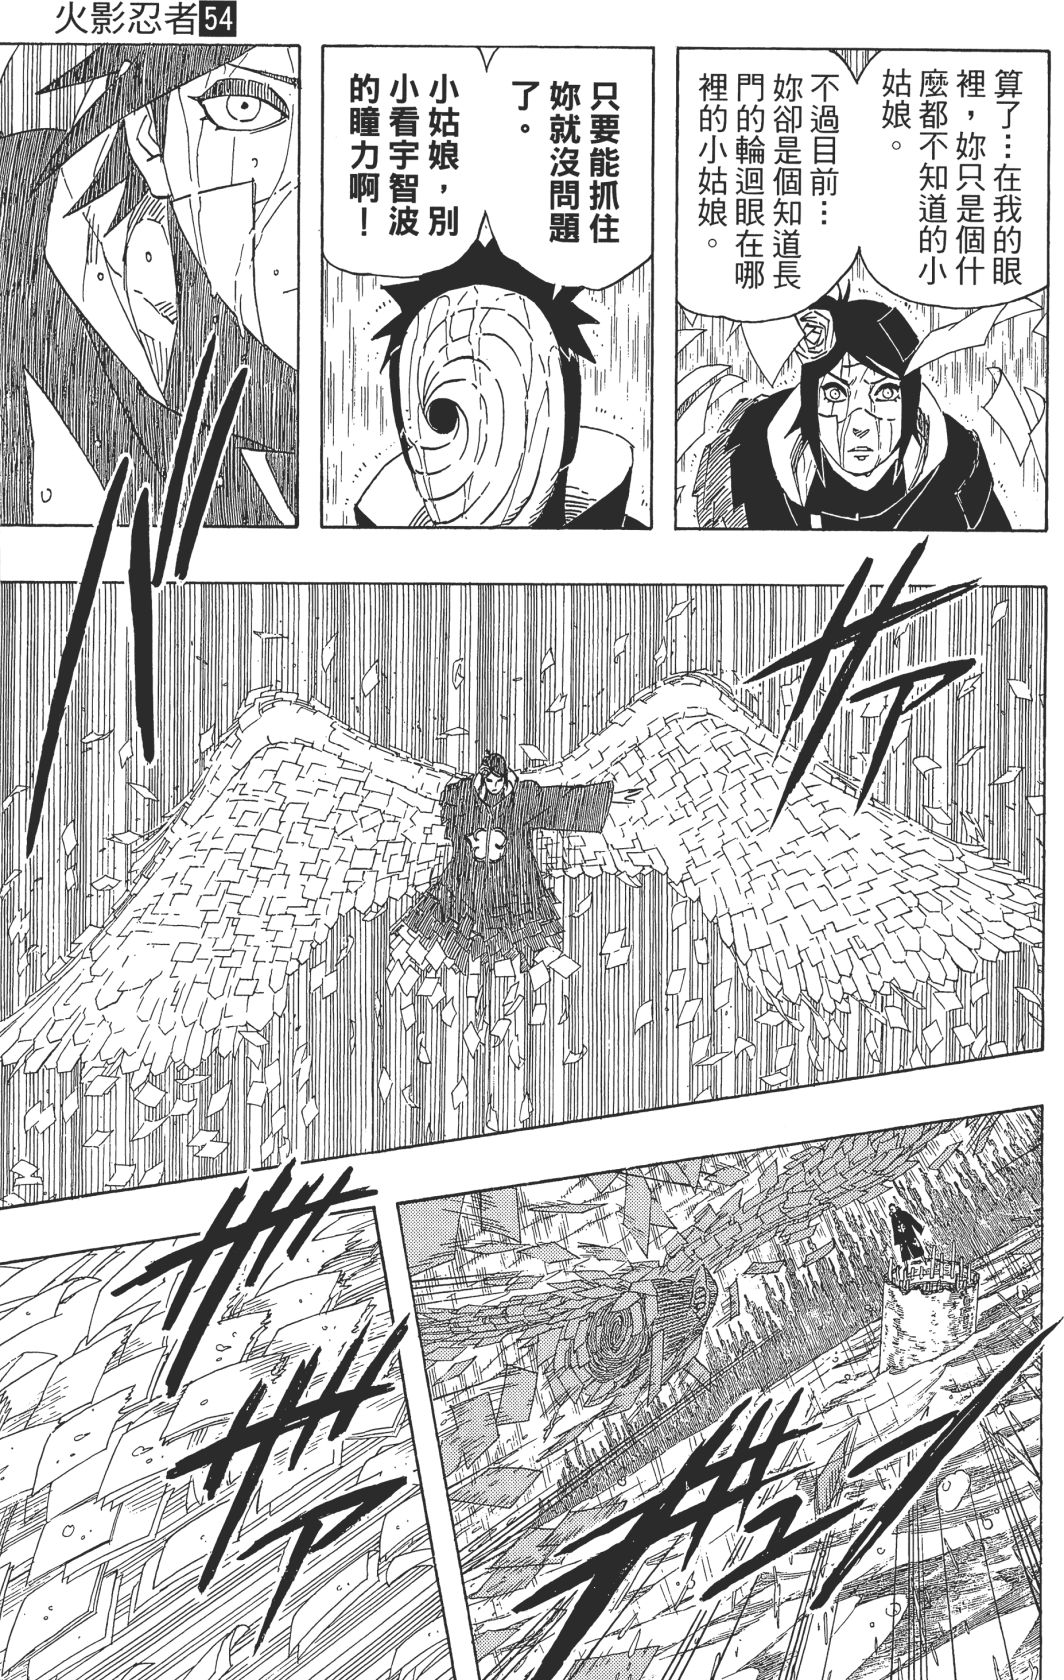 火影忍者54
算了…在我的眼
裡，妳只是個什
麼都不知道的小
姑娘。
不過目前…
妳卻是個知道長
門的輪迴眼在哪
裡的小姑娘。
只要能抓住
妳就沒問題
了。
小姑娘，別
小看宇智波
的瞳力啊！
バッ
ザァ
ザザザァ
ザギュン